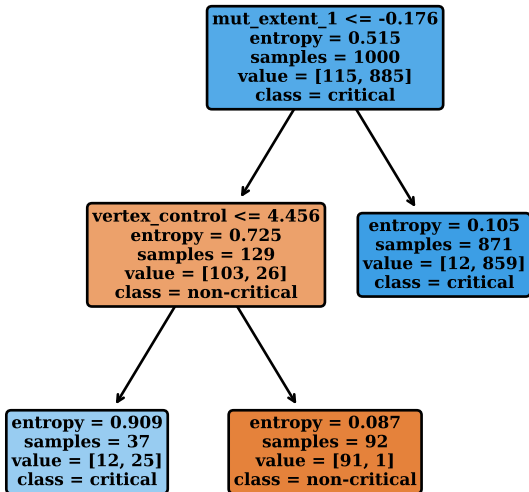 mut_extent_1 <= -0.176
entropy = 0.515
samples = 1000
value = [115, 885]
class = critical
vertex_control <= 4.456
entropy = 0.725
samples = 129
value = [103, 26]
class = non-critical
entropy = 0.105
samples = 871
value = [12, 859]
class = critical
entropy = 0.909
samples = 37
value = [12, 25]
class = critical
entropy = 0.087
samples = 92
value = [91, 1]
class = non-critical